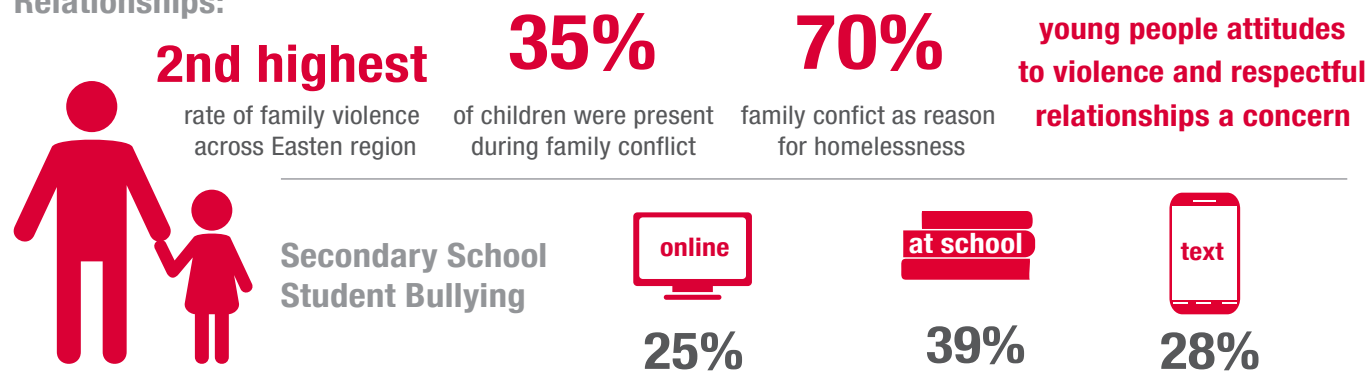 Relationships:
2nd highest
rate of family violence
across Easten region
35%
of children were present
during family conflict
70%
family confict as reason
for homelessness
young people attitudes
to violence and respectful
relationships a concern
Secondary School
Student Bullying
online
25%
at school
39%
text
28%